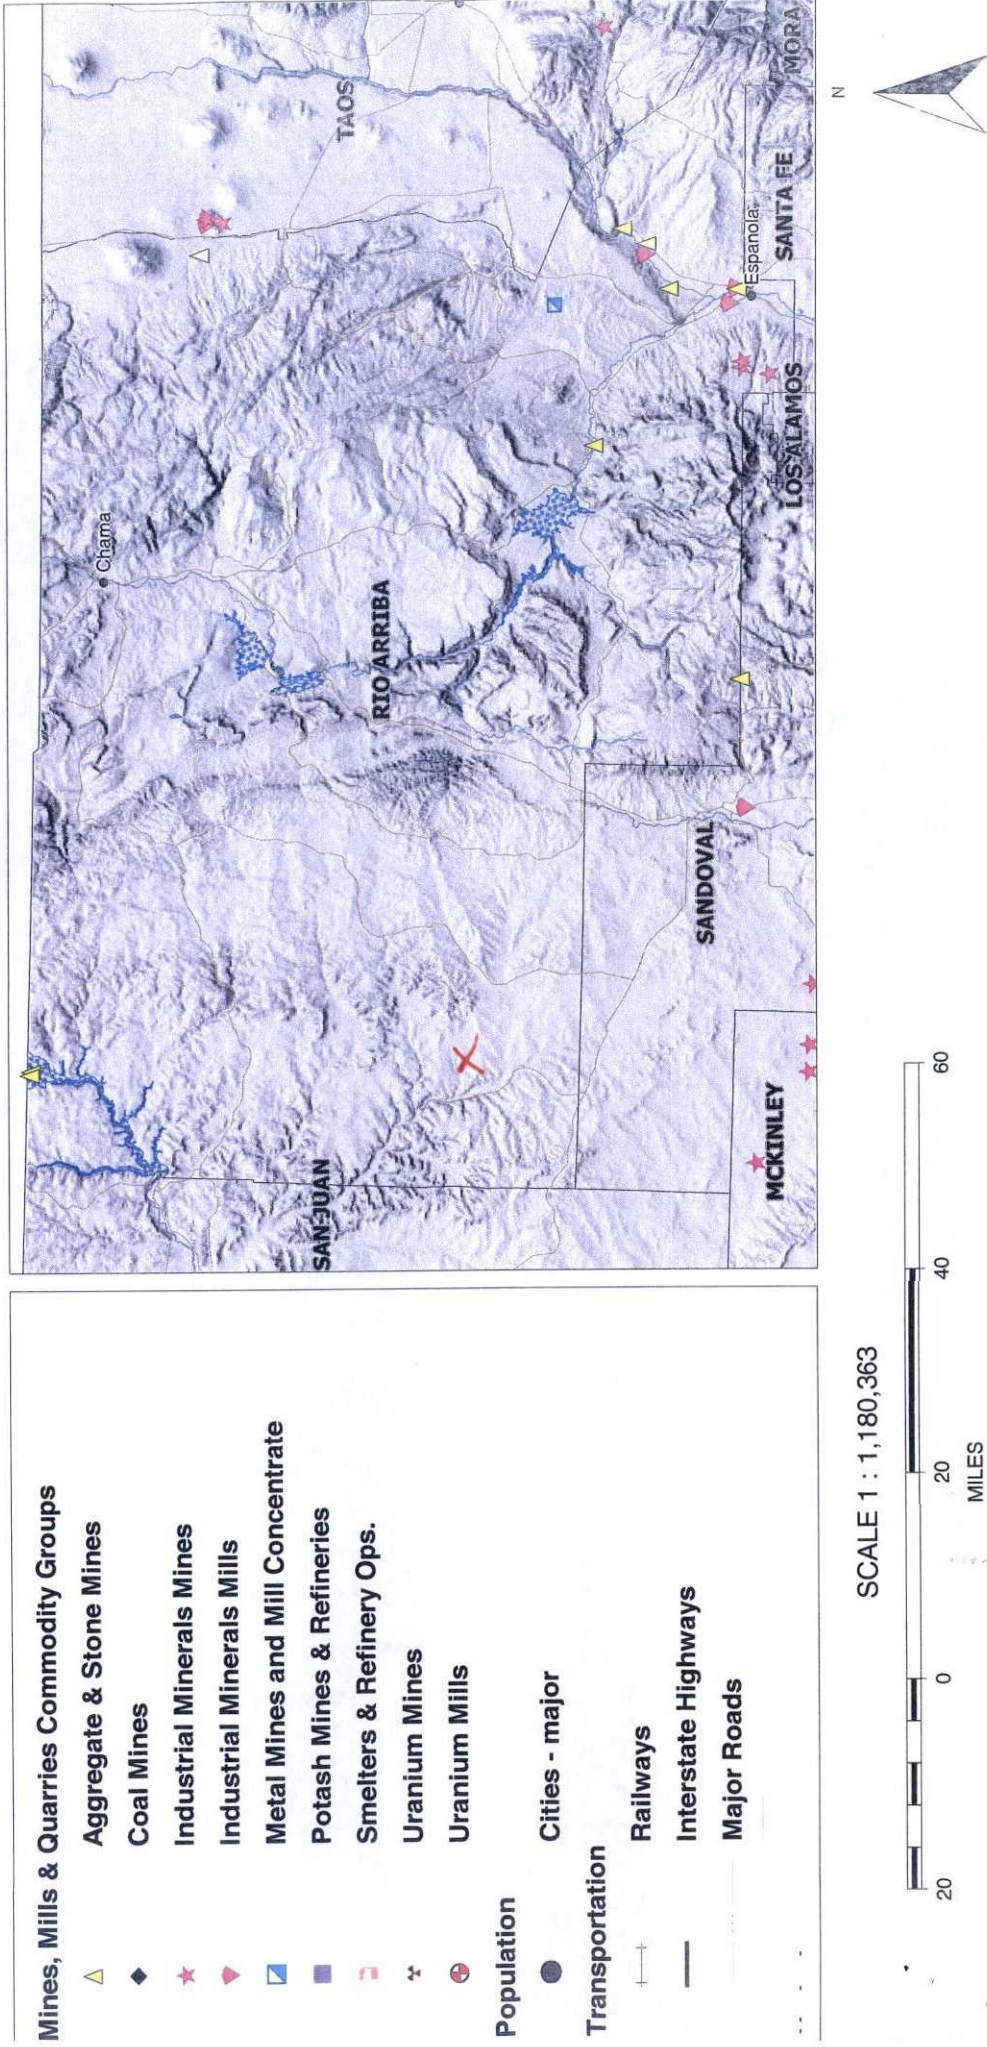 Mines, Mills & Quarries Commodity Groups
Aggregate & Stone Mines
Coal Mines
Industrial Minerals Mines
Industrial Minerals Mills
Metal Mines and Mill Concentrate
Potash Mines & Refineries
Smelters & Refinery Ops.
Uranium Mines
Uranium Mills
Population
Cities - major
Transportation
Railways
Interstate Highways
Major Roads
Chama
TAOS
RIO ARRIBA
SAN JUAN
SANDOVAL
MCKINLEY
LOS ALAMOS
Espanola
SANTA FE
MORA
N
SCALE 1 : 1,180,363
20 0 20 40 60
MILES